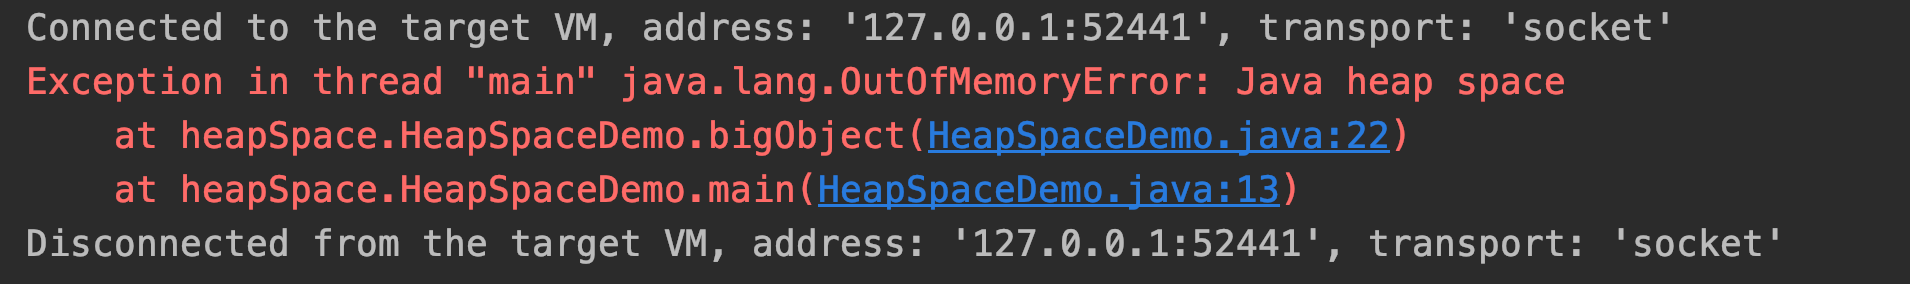 Connected to the target VM, address: '127.0.0.1:52441', transport: 'socket'
Exception in thread "main" java.lang.OutOfMemoryError: Java heap space
    at heapSpace.HeapSpaceDemo.bigObject(HeapSpaceDemo.java:22)
    at heapSpace.HeapSpaceDemo.main(HeapSpaceDemo.java:13)
Disconnected from the target VM, address: '127.0.0.1:52441', transport: 'socket'